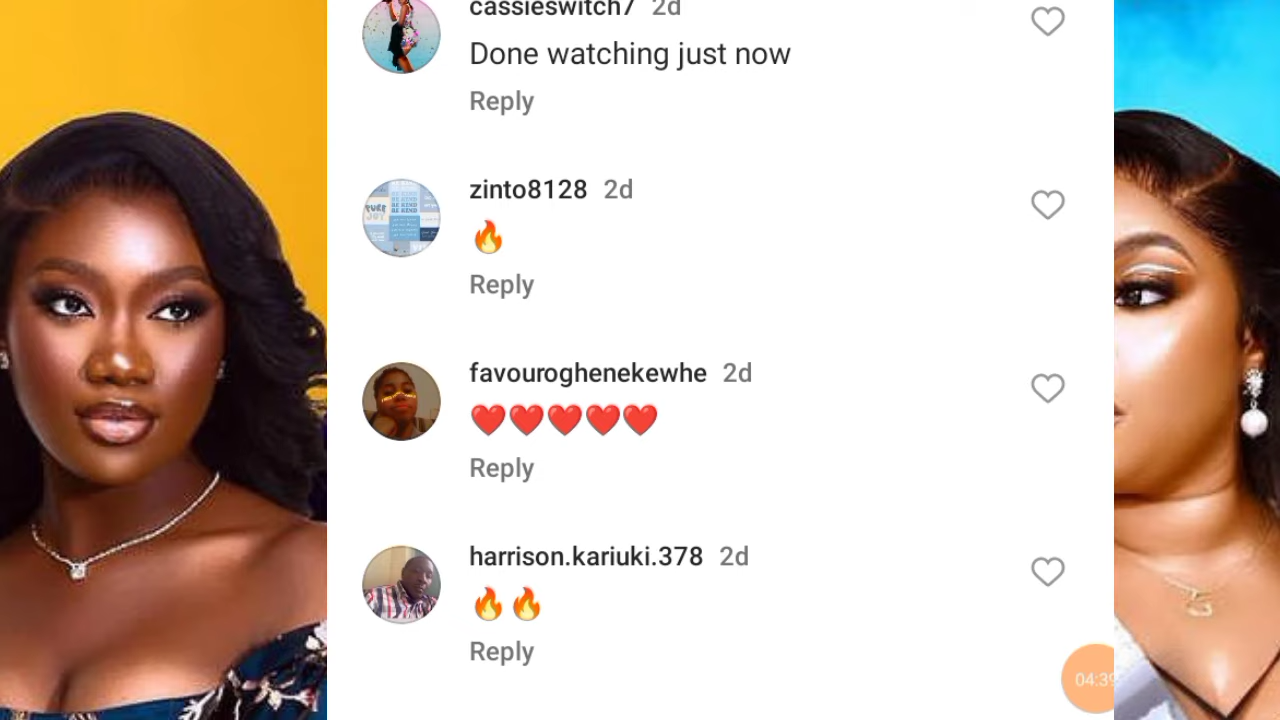 cassieswitch7 2d
Done watching just now
Reply
zinto8128 2d
🔥
Reply
favouroghenekewhe 2d
❤️❤️❤️❤️❤️
Reply
harrison.kariuki.378 2d
🔥🔥
Reply
04:39